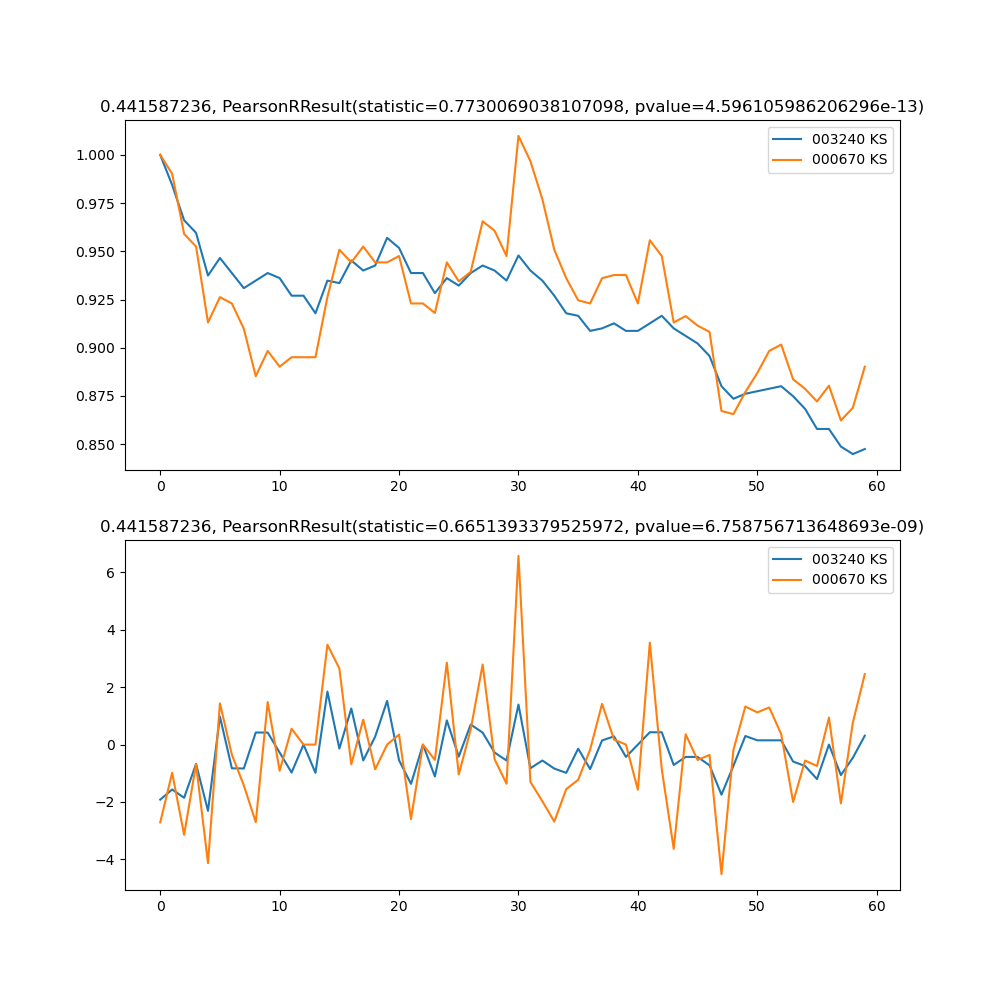 0.441587236, PearsonRResult(statistic=0.7730069038107098, pvalue=4.596105986206296e-13)
003240 KS
000670 KS
1.000
0.975
0.950
0.925
0.900
0.875
0.850
0 10 20 30 40 50 60
0.441587236, PearsonRResult(statistic=0.6651393379525972, pvalue=6.758756713648693e-09)
003240 KS
000670 KS
6
4
2
0
−2
−4
0 10 20 30 40 50 60